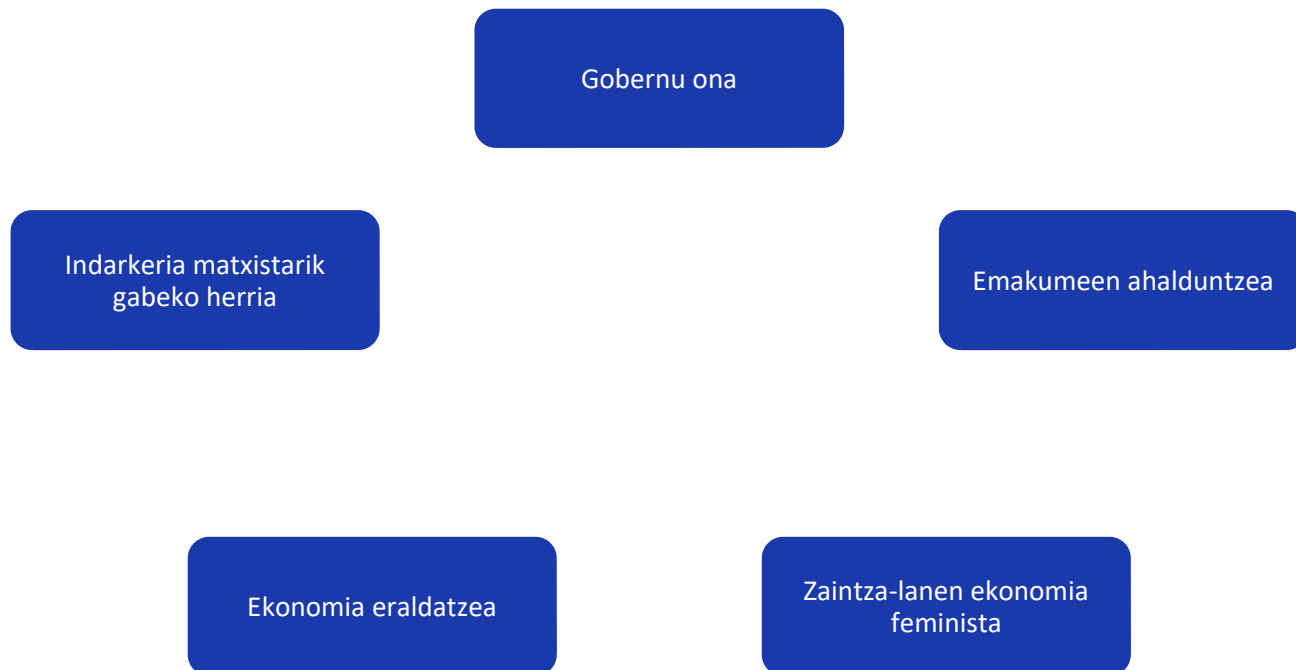 Gobernu ona
Indarkeria matxistarik
gabeko herria
Emakumeen ahalduntzea
Ekonomia eraldatzea
Zaintza-lanen ekonomia
feminista